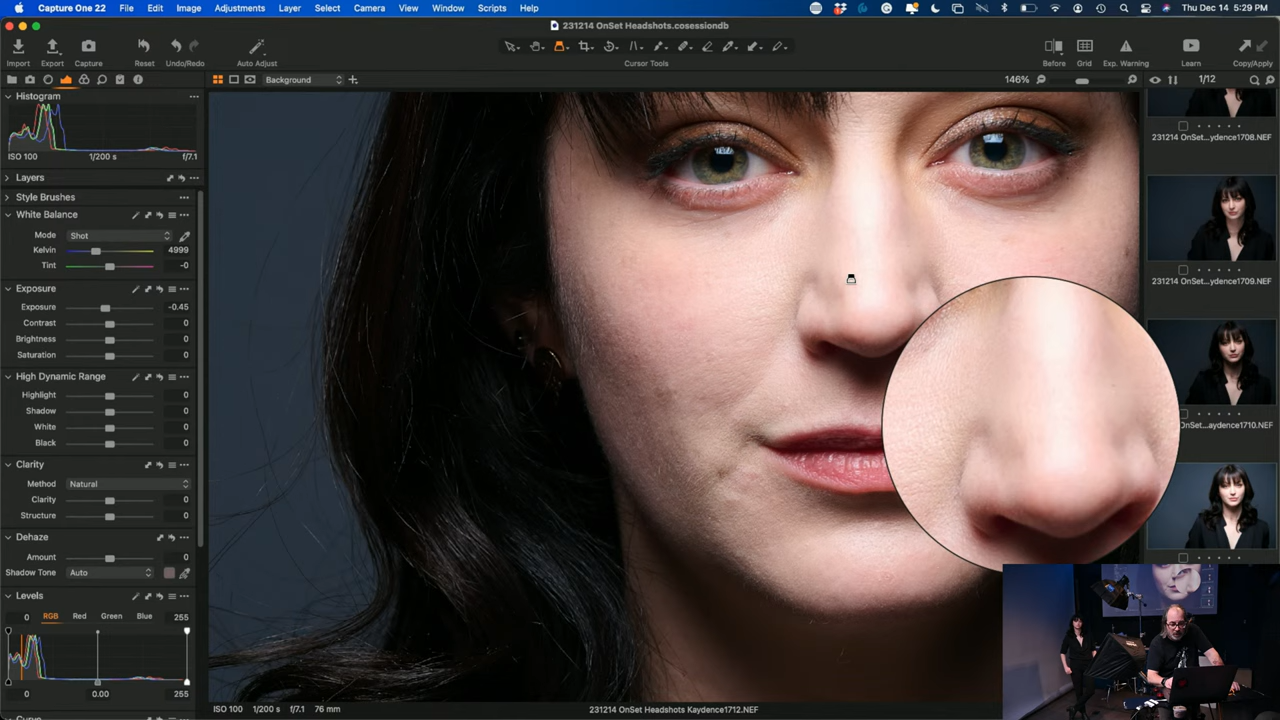 Capture One 22 File Edit Image Adjustments Layer Select Camera View Window Scripts Help Thu Dec 14 5:29 PM
231214 OnSet Headshots.cosessiondb
Import Export Capture Reset Undo/Redo Auto Adjust Cursor Tools Before Grid Exp. Warning Learn Copy/Apply
Background 146% 1/12
Histogram
ISO 100 1/200 s f/7.1
Layers
Style Brushes
White Balance
Mode Shot
Kelvin 4999
Tint -0
Exposure
Exposure -0.45
Contrast 0
Brightness 0
Saturation 0
High Dynamic Range
Highlight 0
Shadow 0
White 0
Black 0
Clarity
Method Natural
Clarity 0
Structure 0
Dehaze
Amount 0
Shadow Tone Auto
Levels
0 RGB Red Green Blue 255
0 0.00 255
231214 OnSet...ydence1708.NEF
231214 OnSet...ydence1709.NEF
OnSet...aydence1710.NEF
ISO 100 1/200 s f/7.1 76 mm 231214 OnSet Headshots Kaydence1712.NEF